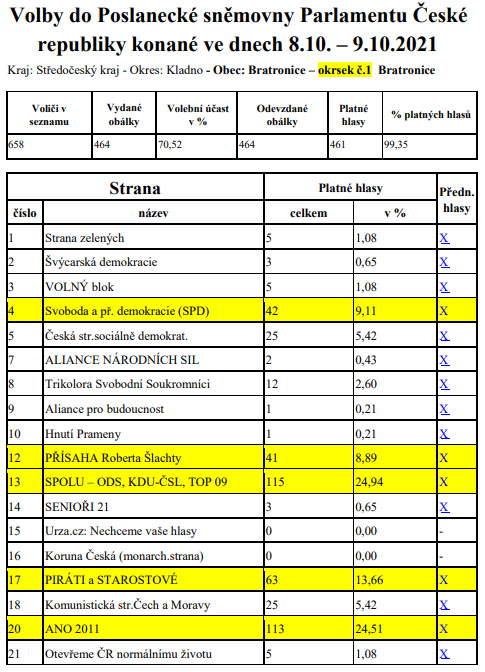 Volby do Poslanecké sněmovny Parlamentu České
republiky konané ve dnech 8.10. – 9.10.2021
Kraj: Středočeský kraj - Okres: Kladno - Obec: Bratronice – okrsek č.1 Bratronice
Voliči v seznamu Vydané obálky Volební účast v % Odevzdané obálky Platné hlasy % platných hlasů
658 464 70,52 464 461 99,35
Strana Platné hlasy Předn. hlasy
číslo název celkem v %
1 Strana zelených 5 1,08 X
2 Švýcarská demokracie 3 0,65 X
3 VOLNÝ blok 5 1,08 X
4 Svoboda a př. demokracie (SPD) 42 9,11 X
5 Česká str.sociálně demokrat. 25 5,42 X
7 ALIANCE NÁRODNÍCH SIL 2 0,43 X
8 Trikolora Svobodní Soukromníci 12 2,60 X
9 Aliance pro budoucnost 1 0,21 X
10 Hnutí Prameny 1 0,21 X
12 PŘÍSAHA Roberta Šlachty 41 8,89 X
13 SPOLU – ODS, KDU-ČSL, TOP 09 115 24,94 X
14 SENIOŘI 21 3 0,65 X
15 Urza.cz: Nechceme vaše hlasy 0 0,00 -
16 Koruna Česká (monarch.strana) 0 0,00 -
17 PIRÁTI a STAROSTOVÉ 63 13,66 X
18 Komunistická str.Čech a Moravy 25 5,42 X
20 ANO 2011 113 24,51 X
21 Otevřeme ČR normálnímu životu 5 1,08 X